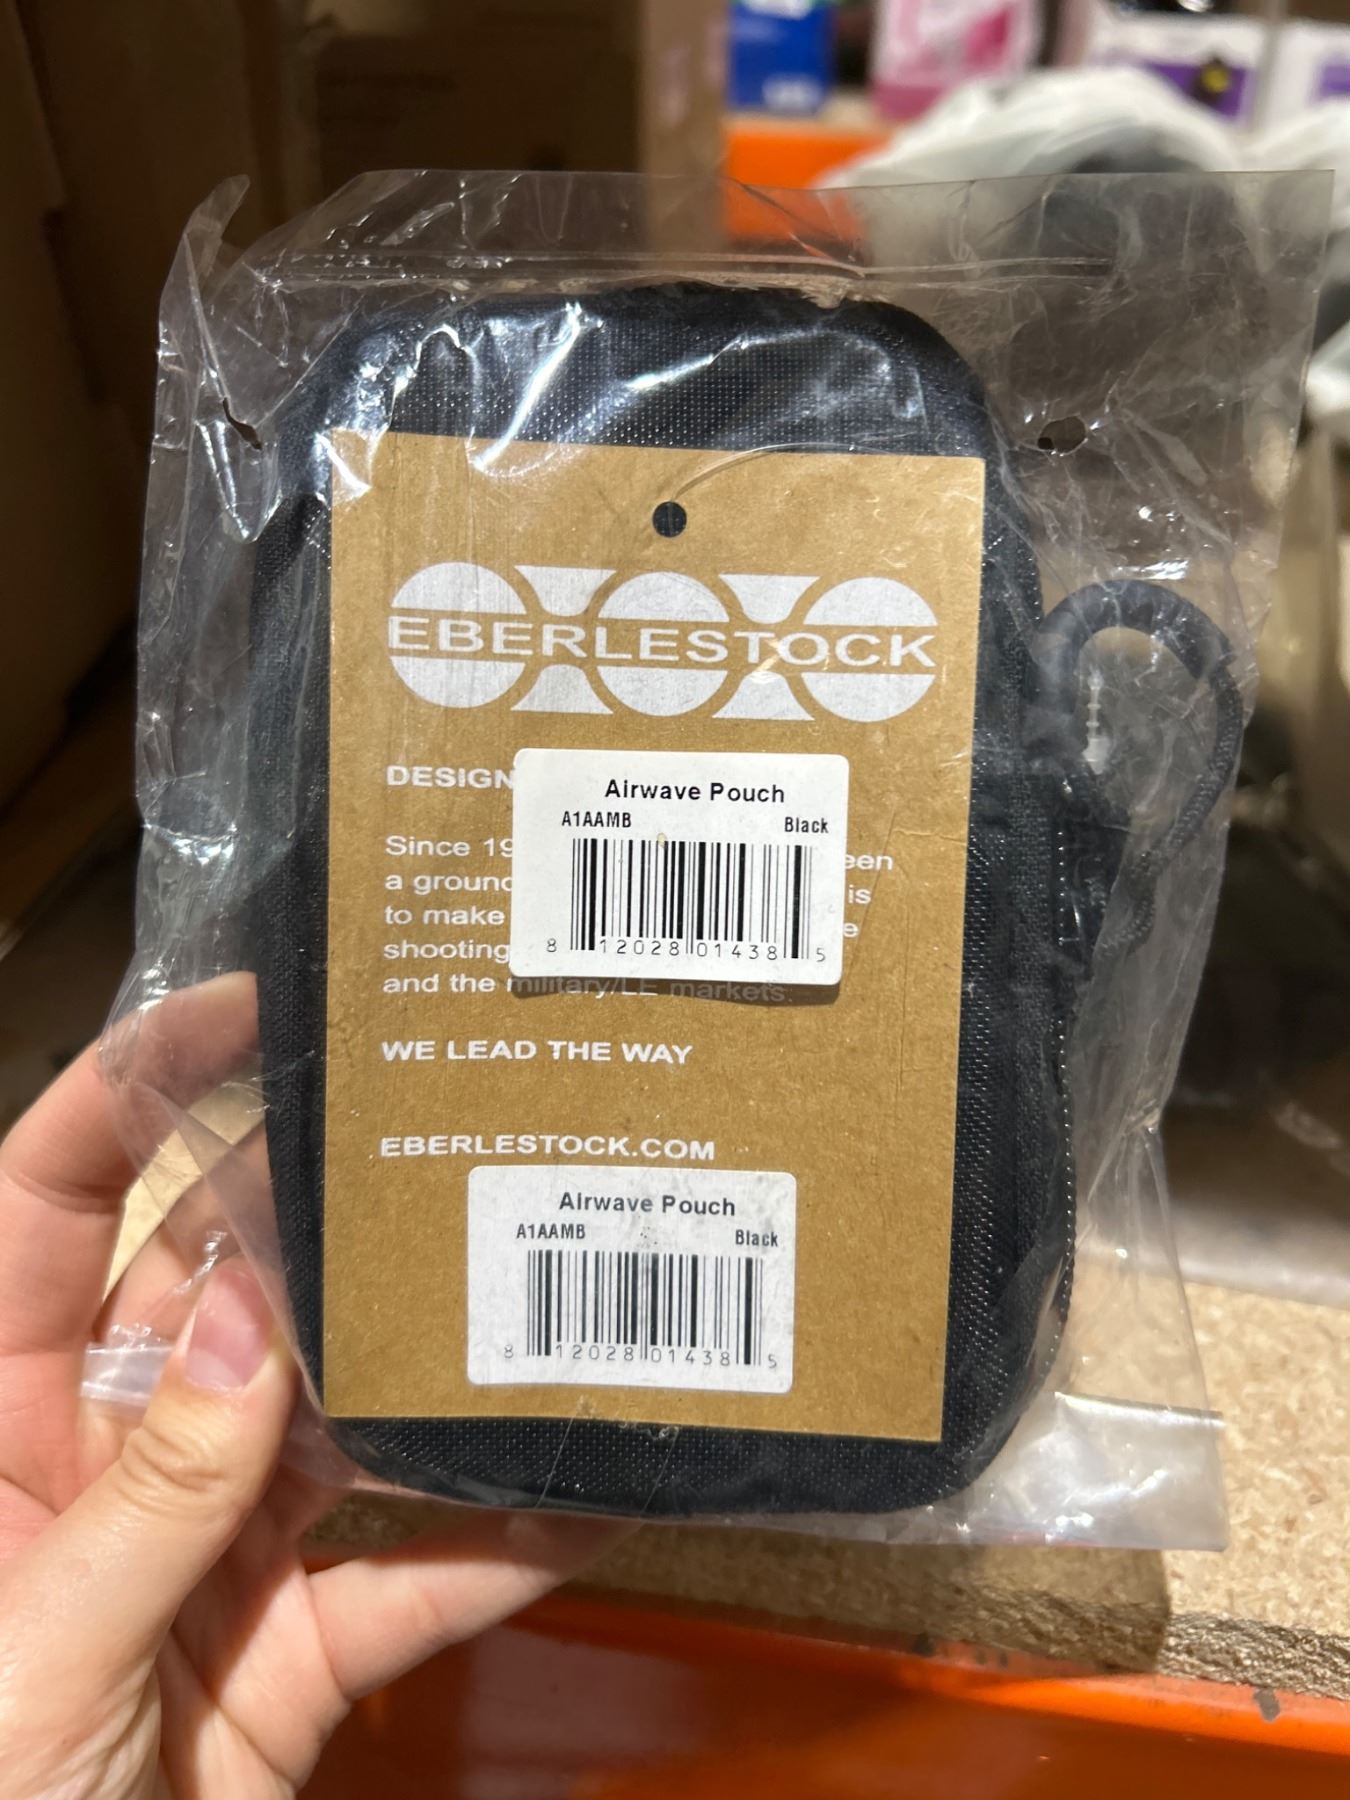 EBERLESTOCK
DESIGN
Airwave Pouch
A1AAMB Black
8 12028 01438 5
Since 19 een
a ground is
to make e
shooting
and the military/LE markets
WE LEAD THE WAY
EBERLESTOCK.COM
Airwave Pouch
A1AAMB Black
8 12028 01438 5